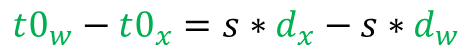 t0_w − t0_x = s ∗ d_x − s ∗ d_w